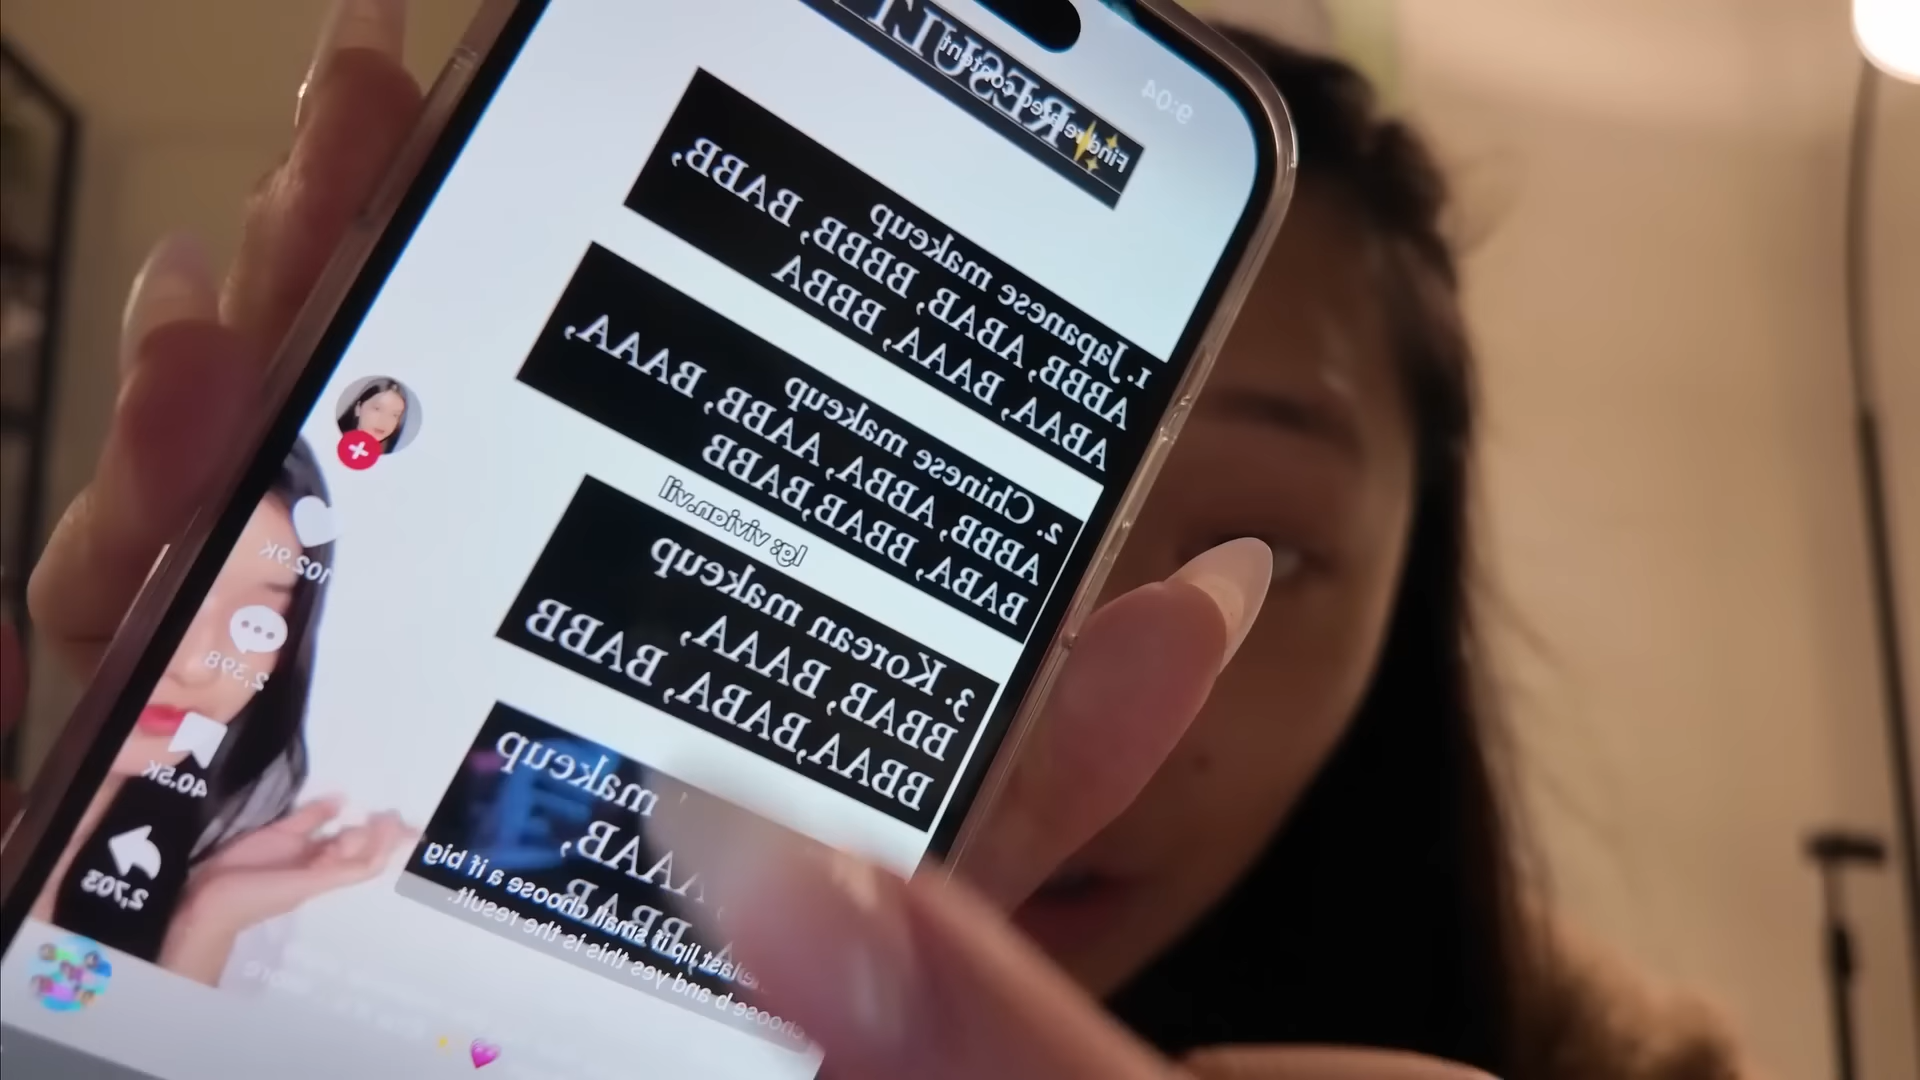 9:04
Find related content
RESULT
1. Japanese makeup
ABBB, ABAB, BBBB, BABB,
ABAA, BAAA, BBBA
2. Chinese makeup
ABBB, ABBA, AABB, BAAA,
BABA, BBAB,BABB
Ig: vivian.vil
3. Korean makeup
BBAB, BAAA,
BBAA,BABA, BABB
makeup
last lip if small choose a if big
choose b and yes this is the result.
102.9K
2,398
40.5K
2,703